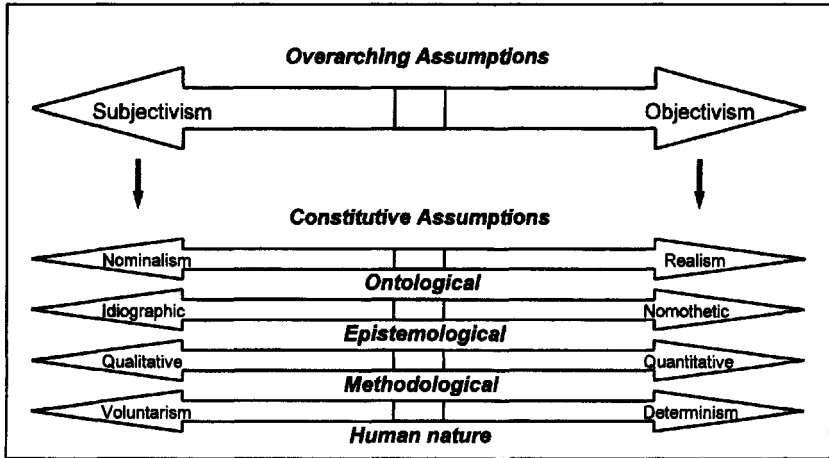 Overarching Assumptions
Subjectivism Objectivism
Constitutive Assumptions
Nominalism Realism
Ontological
Idiographic Nomothetic
Epistemological
Qualitative Quantitative
Methodological
Voluntarism Determinism
Human nature